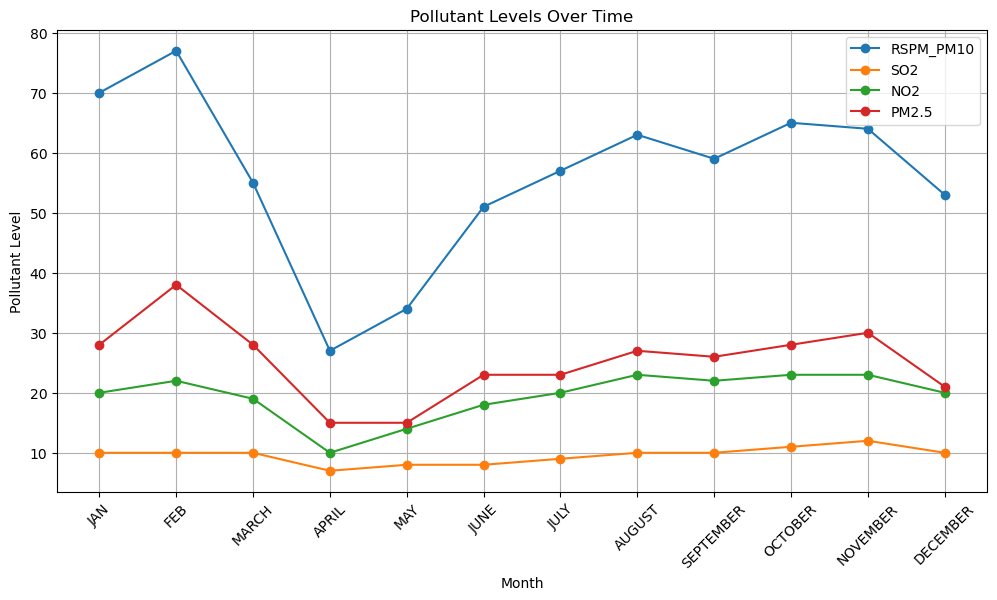 Pollutant Levels Over Time
80
70
60
50
40
30
20
10
Pollutant Level
RSPM_PM10
SO2
NO2
PM2.5
JAN
FEB
MARCH
APRIL
MAY
JUNE
JULY
AUGUST
SEPTEMBER
OCTOBER
NOVEMBER
DECEMBER
Month